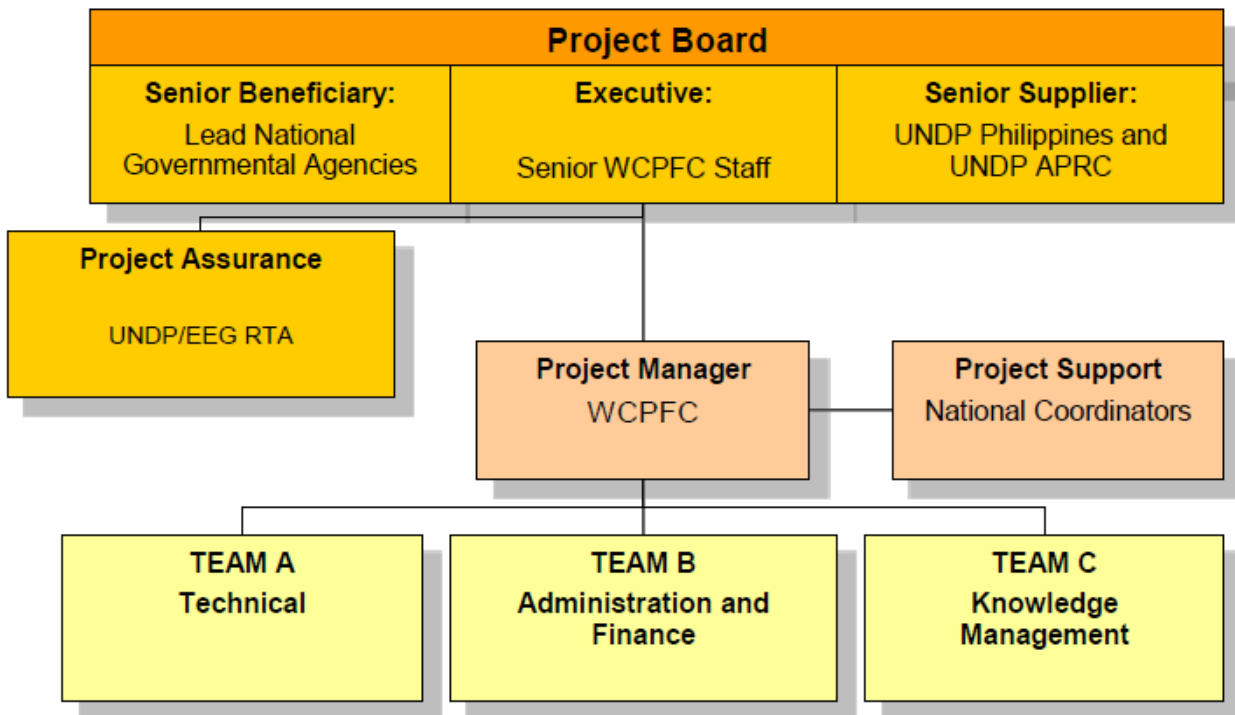 Project Board
Senior Beneficiary:
Lead National
Governmental Agencies
Executive:
Senior WCPFC Staff
Senior Supplier:
UNDP Philippines and
UNDP APRC
Project Assurance
UNDP/EEG RTA
Project Manager
WCPFC
Project Support
National Coordinators
TEAM A
Technical
TEAM B
Administration and
Finance
TEAM C
Knowledge
Management